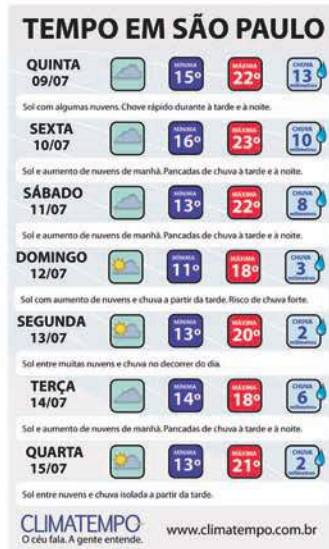 TEMPO EM SÃO PAULO
QUINTA
09/07
MÍNIMA
15º
MÁXIMA
22º
CHUVA
13
milímetros
Sol com algumas nuvens. Chove rápido durante à tarde e à noite.
SEXTA
10/07
MÍNIMA
16º
MÁXIMA
23º
CHUVA
10
milímetros
Sol e aumento de nuvens de manhã. Pancadas de chuva à tarde e à noite.
SÁBADO
11/07
MÍNIMA
13º
MÁXIMA
22º
CHUVA
8
milímetros
Sol e aumento de nuvens de manhã. Pancadas de chuva à tarde e à noite.
DOMINGO
12/07
MÍNIMA
11º
MÁXIMA
18º
CHUVA
3
milímetros
Sol com aumento de nuvens e chuva a partir da tarde. Risco de chuva forte.
SEGUNDA
13/07
MÍNIMA
13º
MÁXIMA
20º
CHUVA
2
milímetros
Sol entre muitas nuvens e chuva no decorrer do dia.
TERÇA
14/07
MÍNIMA
14º
MÁXIMA
18º
CHUVA
6
milímetros
Sol e aumento de nuvens de manhã. Pancadas de chuva à tarde e à noite.
QUARTA
15/07
MÍNIMA
13º
MÁXIMA
21º
CHUVA
2
milímetros
Sol entre nuvens e chuva isolada a partir da tarde.
CLIMATEMPO
O céu fala. A gente entende.
www.climatempo.com.br